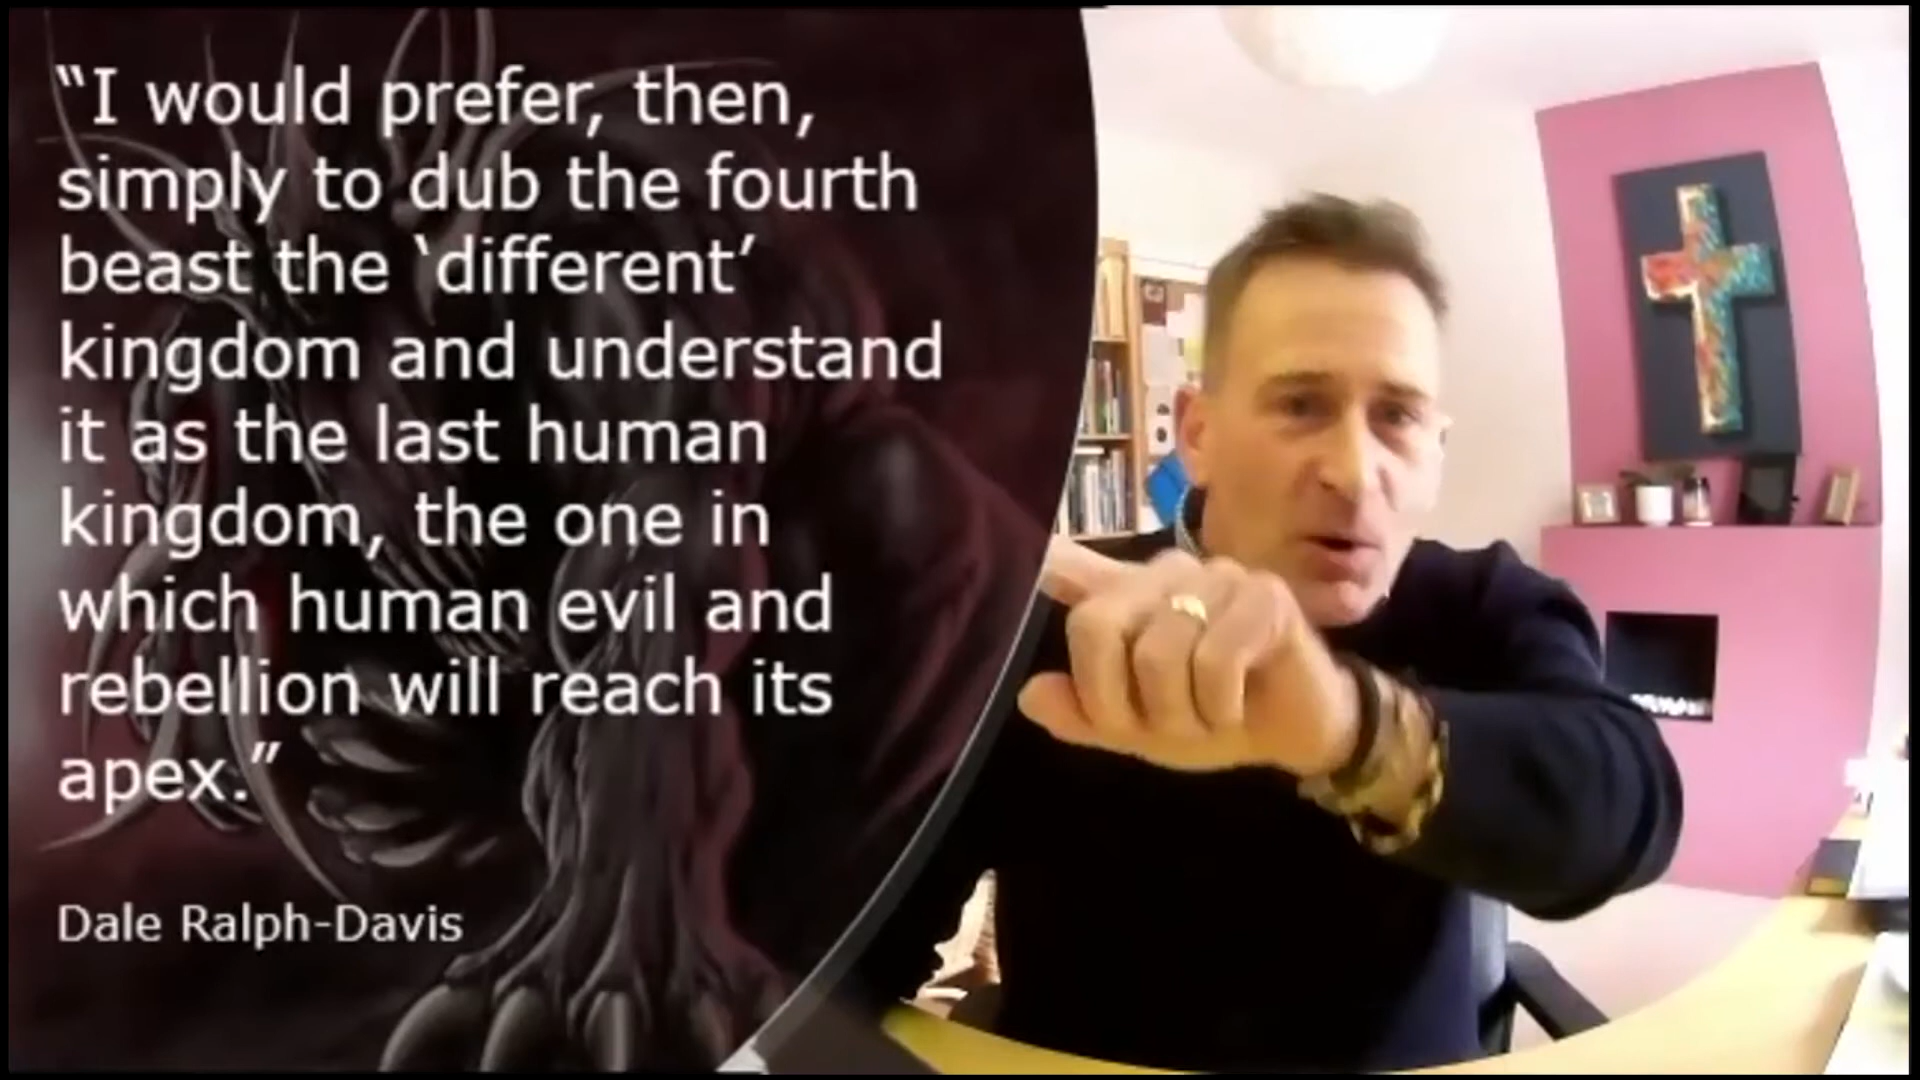 “I would prefer, then,
simply to dub the fourth
beast the ‘different’
kingdom and understand
it as the last human
kingdom, the one in
which human evil and
rebellion will reach its
apex.”
Dale Ralph-Davis